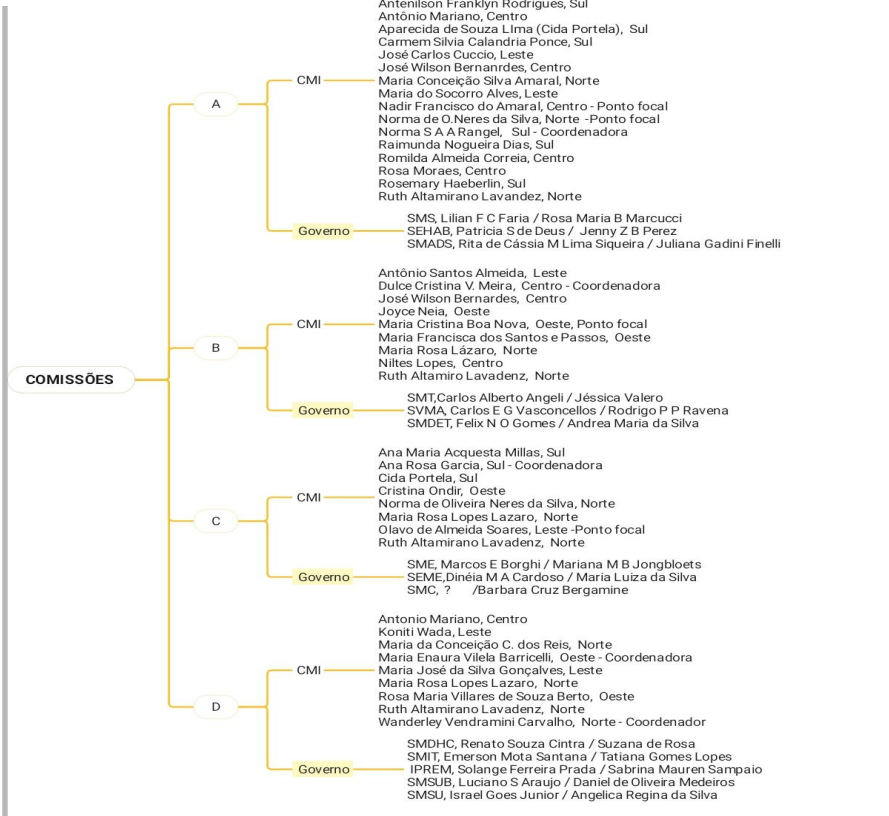 Antenilson Franklyn Rodrigues, Sul
Antônio Mariano, Centro
Aparecida de Souza LIma (Cida Portela), Sul
Carmem Silvia Calandria Ponce, Sul
José Carlos Cuccio, Leste
José Wilson Bernanrdes, Centro
CMI
Maria Conceição Silva Amaral, Norte
Maria do Socorro Alves, Leste
A
Nadir Francisco do Amaral, Centro - Ponto focal
Norma de O.Neres da Silva, Norte -Ponto focal
Norma S A A Rangel, Sul - Coordenadora
Raimunda Nogueira Dias, Sul
Romilda Almeida Correia, Centro
Rosa Moraes, Centro
Rosemary Haeberlin, Sul
Ruth Altamirano Lavandez, Norte
SMS, Lilian F C Faria / Rosa Maria B Marcucci
Governo
SEHAB, Patricia S de Deus / Jenny Z B Perez
SMADS, Rita de Cássia M Lima Siqueira / Juliana Gadini Finelli
Antônio Santos Almeida, Leste
Dulce Cristina V. Meira, Centro - Coordenadora
José Wilson Bernardes, Centro
Joyce Neia, Oeste
CMI
Maria Cristina Boa Nova, Oeste, Ponto focal
Maria Francisca dos Santos e Passos, Oeste
B
Maria Rosa Lázaro, Norte
Niltes Lopes, Centro
Ruth Altamiro Lavadenz, Norte
COMISSÕES
SMT,Carlos Alberto Angeli / Jéssica Valero
Governo
SVMA, Carlos E G Vasconcellos / Rodrigo P P Ravena
SMDET, Felix N O Gomes / Andrea Maria da Silva
Ana Maria Acquesta Millas, Sul
Ana Rosa Garcia, Sul - Coordenadora
Cida Portela, Sul
Cristina Ondir, Oeste
CMI
Norma de Oliveira Neres da Silva, Norte
Maria Rosa Lopes Lazaro, Norte
C
Olavo de Almeida Soares, Leste -Ponto focal
Ruth Altamirano Lavadenz, Norte
SME, Marcos E Borghi / Mariana M B Jongbloets
Governo
SEME,Dinéia M A Cardoso / Maria Luiza da Silva
SMC, ? /Barbara Cruz Bergamine
Antonio Mariano, Centro
Koniti Wada, Leste
Maria da Conceição C. dos Reis, Norte
Maria Enaura Vilela Barricelli, Oeste - Coordenadora
CMI
Maria José da Silva Gonçalves, Leste
Maria Rosa Lopes Lazaro, Norte
Rosa Maria Villares de Souza Berto, Oeste
D
Ruth Altamirano Lavadenz, Norte
Wanderley Vendramini Carvalho, Norte - Coordenador
SMDHC, Renato Souza Cintra / Suzana de Rosa
SMIT, Emerson Mota Santana / Tatiana Gomes Lopes
Governo
IPREM, Solange Ferreira Prada / Sabrina Mauren Sampaio
SMSUB, Luciano S Araujo / Daniel de Oliveira Medeiros
SMSU, Israel Goes Junior / Angelica Regina da Silva